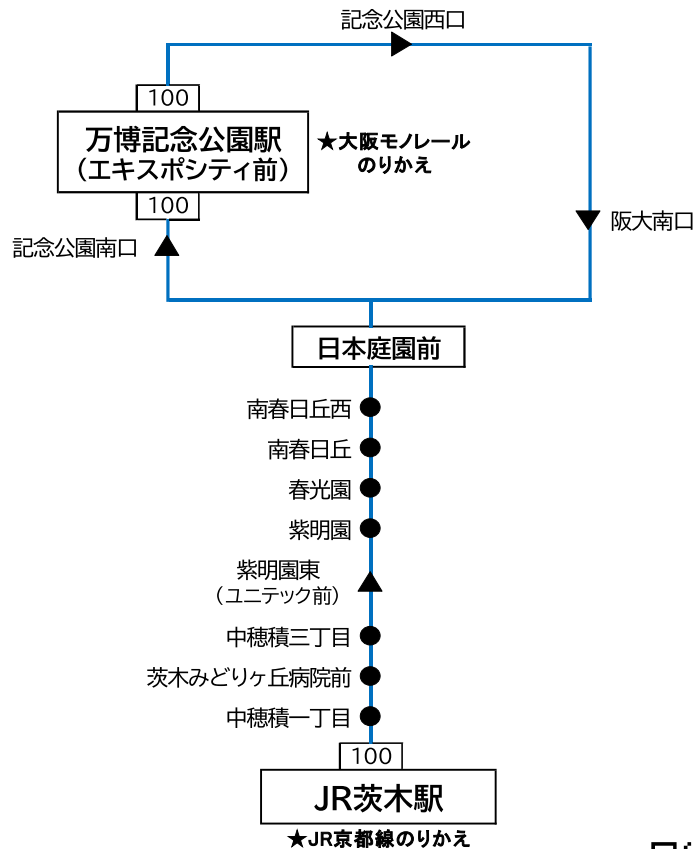 記念公園西口
100
万博記念公園駅
(エキスポシティ前)
★大阪モノレール
のりかえ
100
記念公園南口
阪大南口
日本庭園前
南春日丘西
南春日丘
春光園
紫明園
紫明園東
(ユニテック前)
中穂積三丁目
茨木みどりヶ丘病院前
中穂積一丁目
100
JR茨木駅
★JR京都線のりかえ